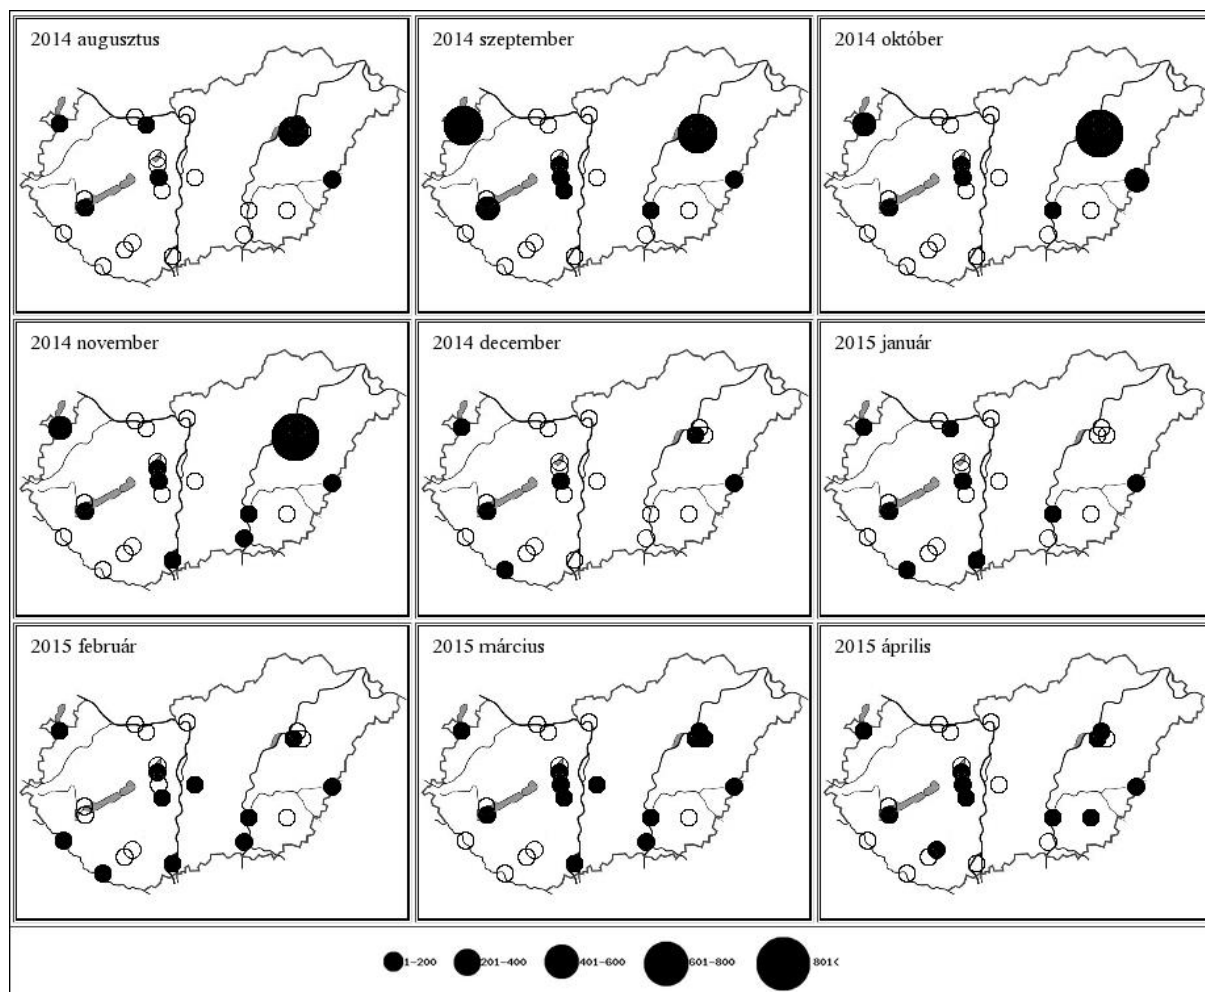 2014 augusztus
2014 szeptember
2014 október
2014 november
2014 december
2015 január
2015 február
2015 március
2015 április
1-200
201-400
401-600
601-800
801<